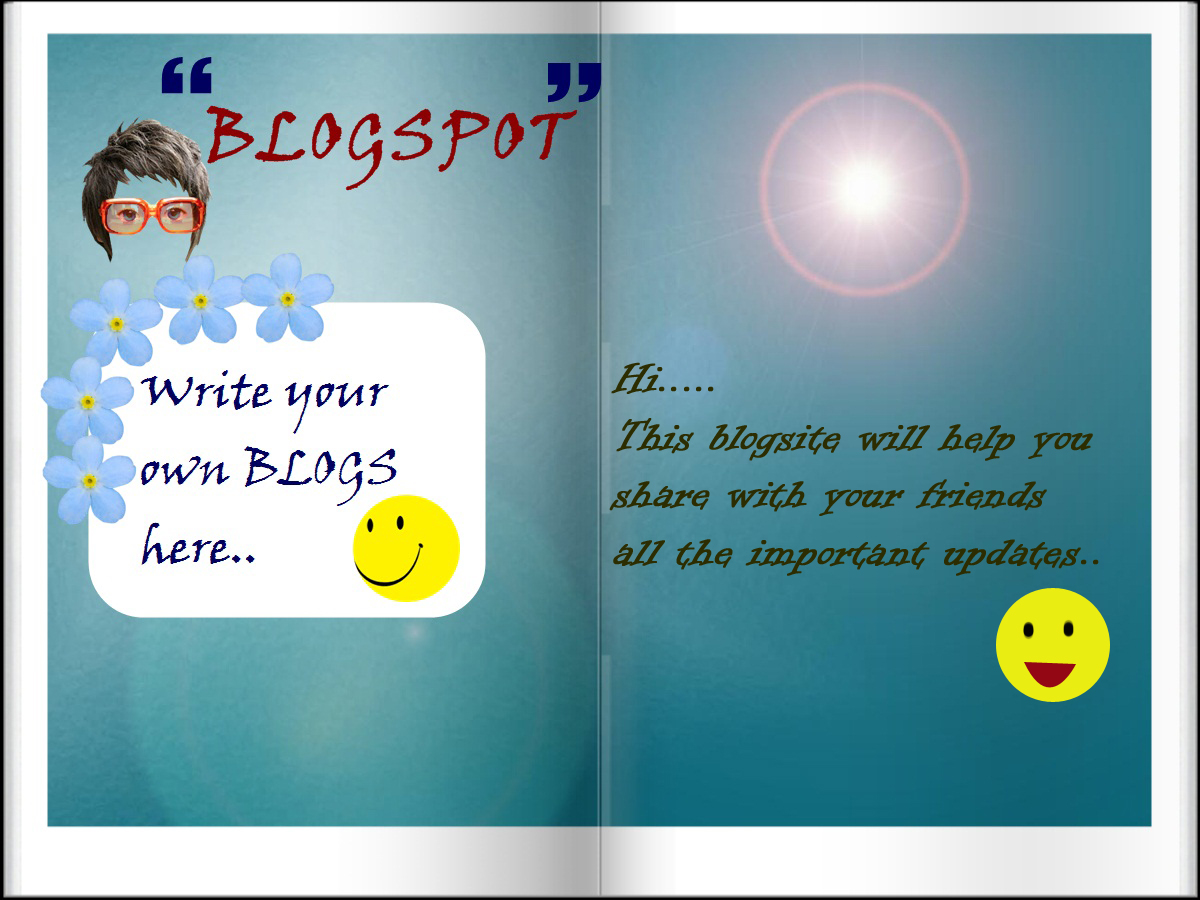 “BLOGSPOT”
Write your
own BLOGS
here..
Hi.....
This blogsite will help you
share with your friends
all the important updates..